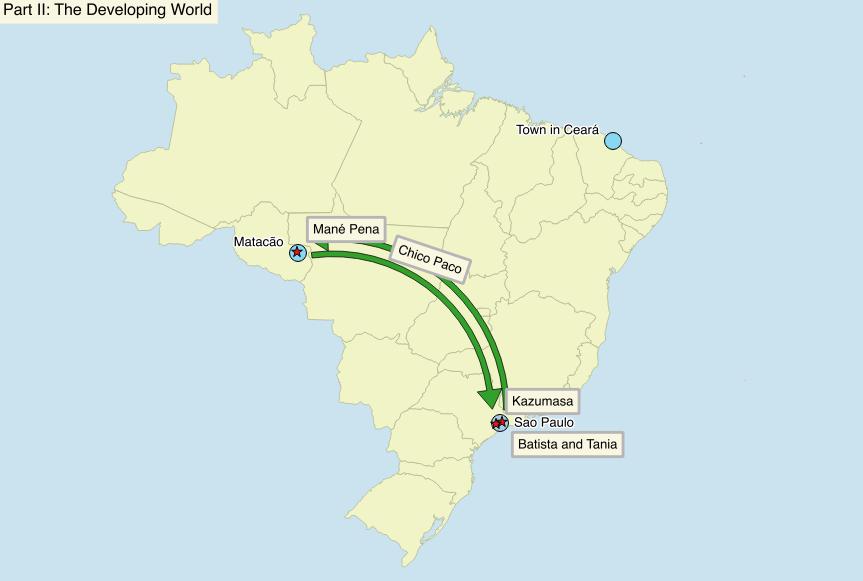 Part II: The Developing World
Town in Ceará
Mané Pena
Matacão
Chico Paco
Kazumasa
Sao Paulo
Batista and Tania